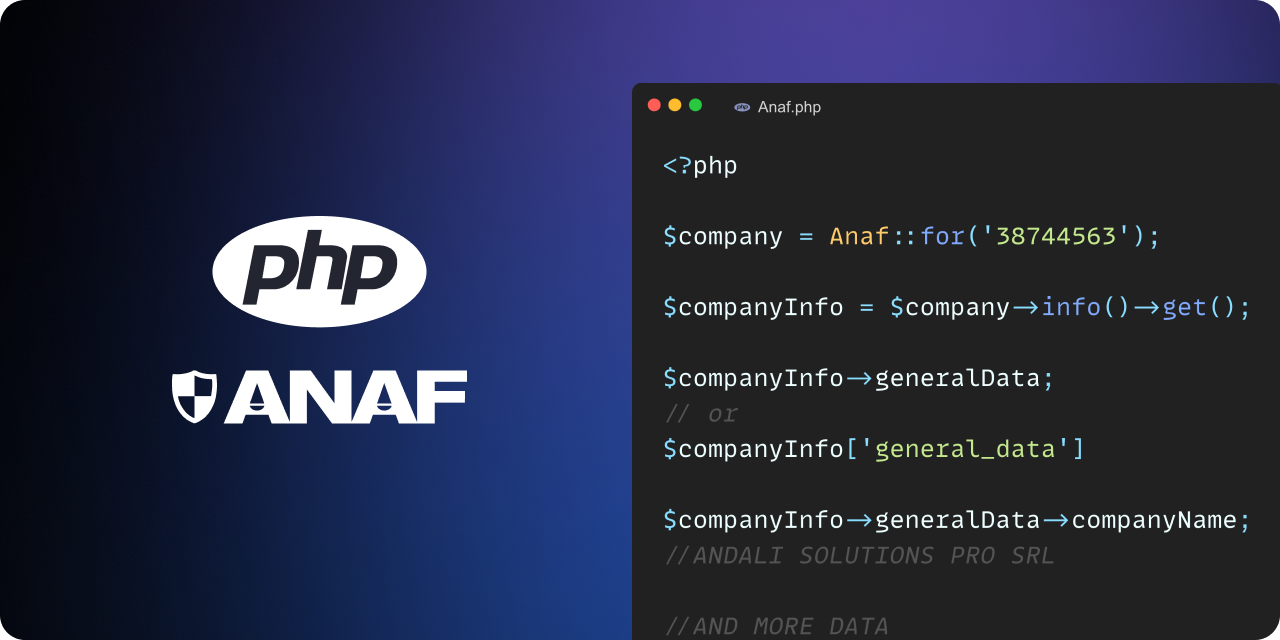 php
ANAF
Anaf.php
<?php
$company = Anaf::for('38744563');
$companyInfo = $company->info()->get();
$companyInfo->generalData;
// or
$companyInfo['general_data']
$companyInfo->generalData->companyName;
//ANDALI SOLUTIONS PRO SRL
//AND MORE DATA